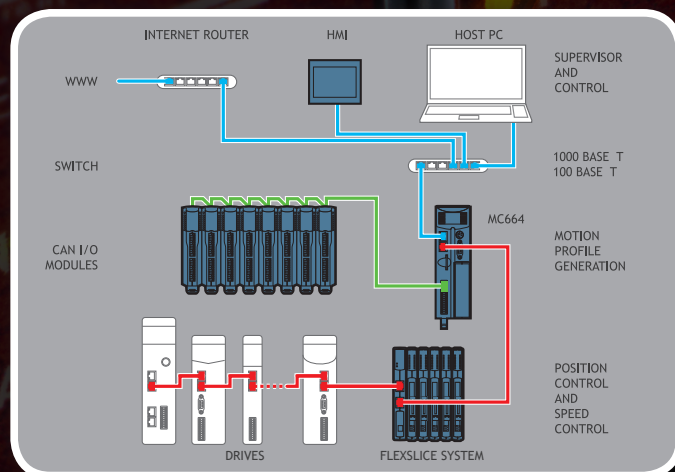 INTERNET ROUTER
HMI
HOST PC
SUPERVISOR
AND
CONTROL
WWW
SWITCH
1000 BASE T
100 BASE T
MC664
CAN I/O
MODULES
MOTION
PROFILE
GENERATION
POSITION
CONTROL
AND
SPEED
CONTROL
DRIVES
FLEXSLICE SYSTEM